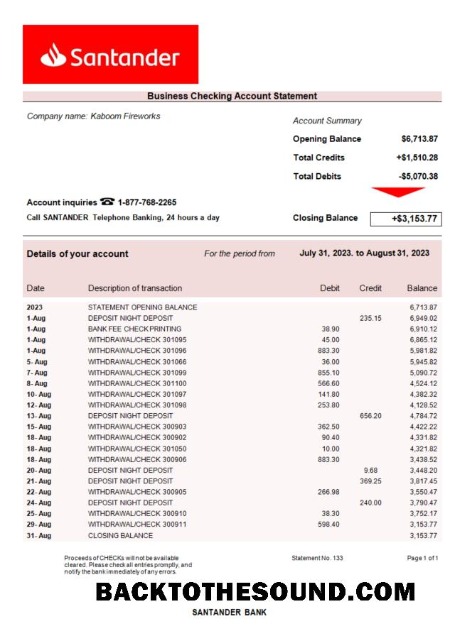 Santander
Business Checking Account Statement
Company name: Kaboom Fireworks
Account Summary
Opening Balance $6,713.87
Total Credits +$1,510.28
Total Debits -$5,070.38
Account inquiries ☎ 1-877-768-2265
Call SANTANDER Telephone Banking, 24 hours a day
Closing Balance +$3,153.77
Details of your account For the period from July 31, 2023. to August 31, 2023
Date Description of transaction Debit Credit Balance
2023 STATEMENT OPENING BALANCE 6,713.87
1-Aug DEPOSIT NIGHT DEPOSIT 235.15 6,949.02
1-Aug BANK FEE CHECK PRINTING 38.90 6,910.12
1-Aug WITHDRAWAL/CHECK 301095 45.00 6,865.12
1-Aug WITHDRAWAL/CHECK 301096 883.30 5,981.82
5- Aug WITHDRAWAL/CHECK 301066 36.00 5,945.82
7- Aug WITHDRAWAL/CHECK 301099 855.10 5,090.72
8- Aug WITHDRAWAL/CHECK 301100 566.60 4,524.12
10- Aug WITHDRAWAL/CHECK 301097 141.80 4,382.32
12- Aug WITHDRAWAL/CHECK 301098 253.80 4,128.52
13- Aug DEPOSIT NIGHT DEPOSIT 656.20 4,784.72
15- Aug WITHDRAWAL/CHECK 300903 362.50 4,422.22
18- Aug WITHDRAWAL/CHECK 300902 90.40 4,331.82
18- Aug WITHDRAWAL/CHECK 301050 10.00 4,321.82
18- Aug WITHDRAWAL/CHECK 300906 883.30 3,438.52
20- Aug DEPOSIT NIGHT DEPOSIT 9.68 3,448.20
21- Aug DEPOSIT NIGHT DEPOSIT 369.25 3,817.45
22- Aug WITHDRAWAL/CHECK 300905 266.98 3,550.47
24- Aug DEPOSIT NIGHT DEPOSIT 240.00 3,790.47
25- Aug WITHDRAWAL/CHECK 300910 38.30 3,752.17
29- Aug WITHDRAWAL/CHECK 300911 598.40 3,153.77
31- Aug CLOSING BALANCE 3,153.77
Proceeds of CHECKs will not be available Statement No. 133 Page 1 of 1
cleared. Please check all entries promptly, and
notify the bank immediately of any errors.
BACKTOTHESOUND.COM
SANTANDER BANK